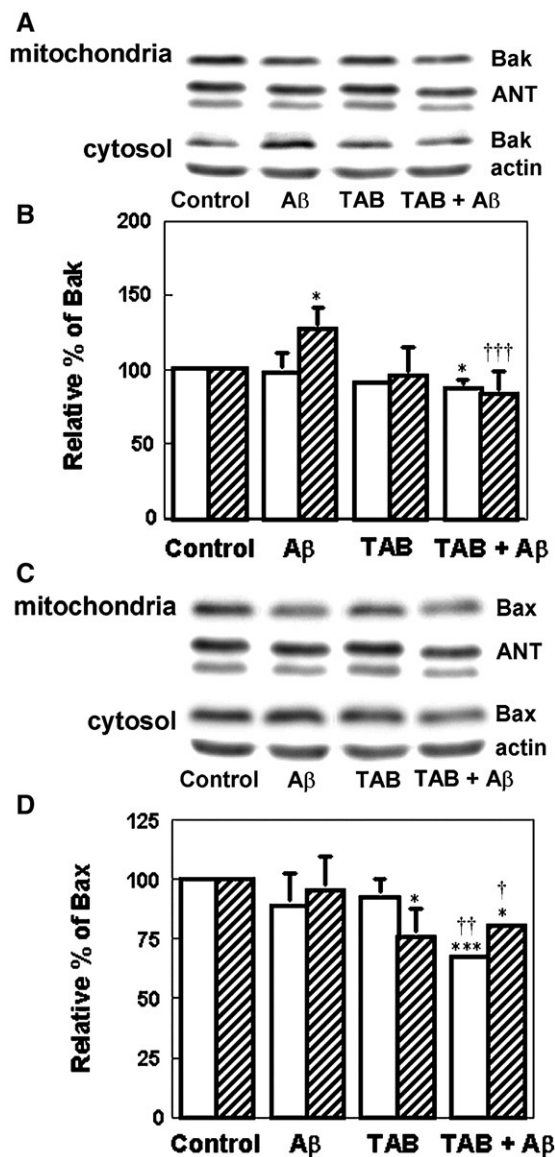 A
mitochondria
Bak
ANT
cytosol
Bak
actin
Control Aβ TAB TAB + Aβ
B
Relative % of Bak
200
150
100
50
0
*
*
†††
Control Aβ TAB TAB + Aβ
C
mitochondria
Bax
ANT
cytosol
Bax
actin
Control Aβ TAB TAB + Aβ
D
Relative % of Bax
125
100
75
50
25
0
*
††
***
†
*
Control Aβ TAB TAB + Aβ